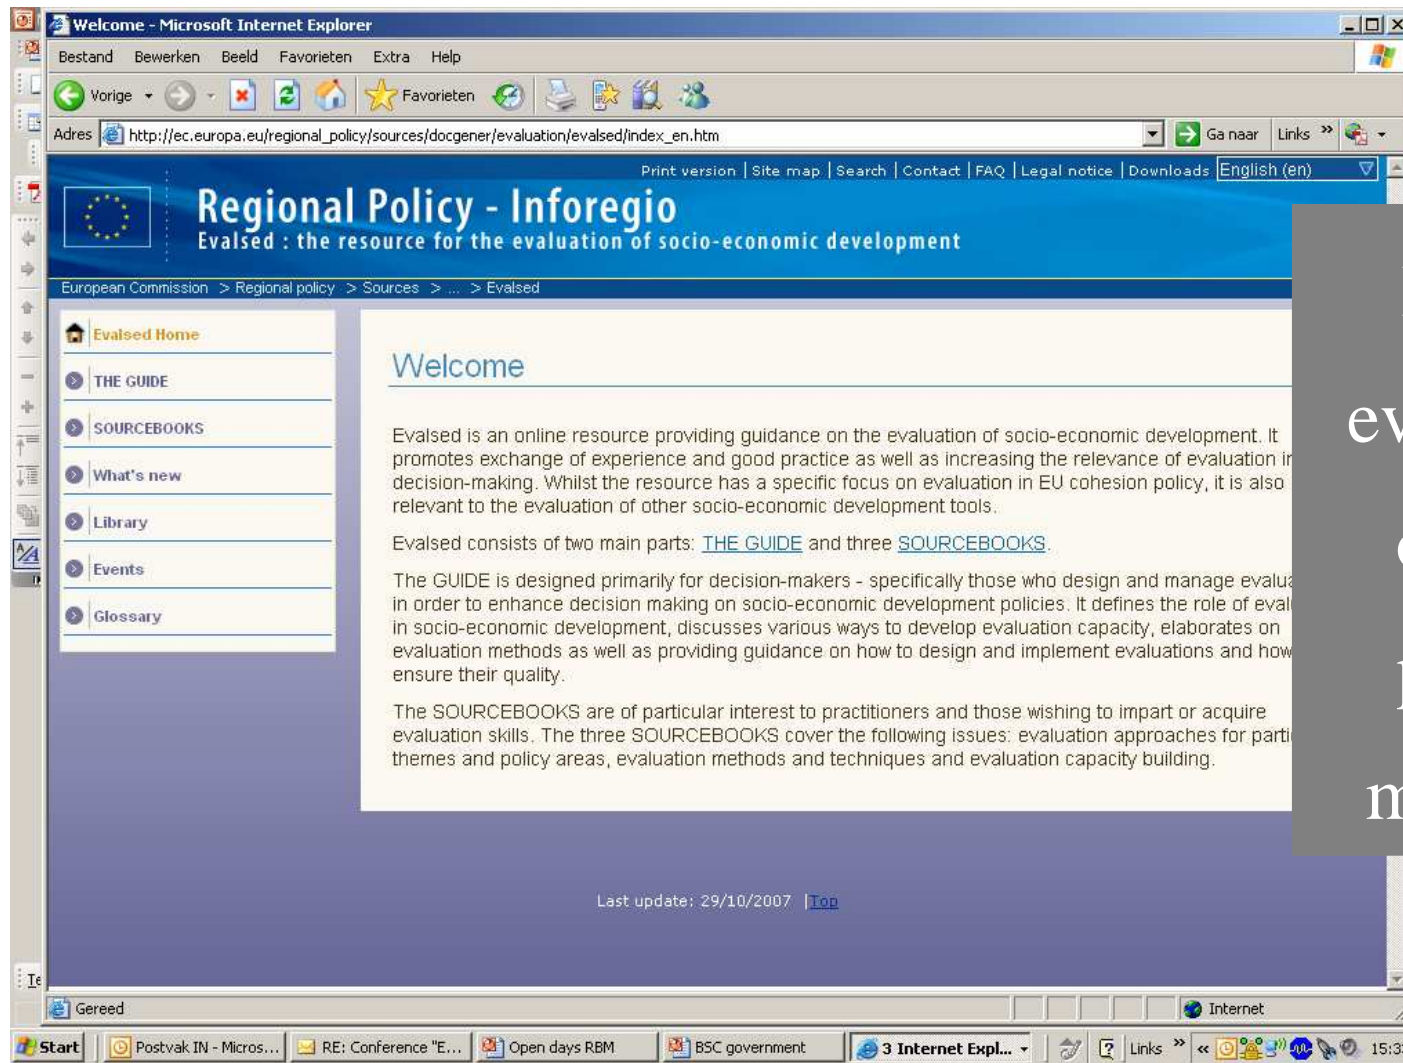 Welcome - Microsoft Internet Explorer
Bestand Bewerken Beeld Favorieten Extra Help
Vorige Favorieten
Adres http://ec.europa.eu/regional_policy/sources/docgener/evaluation/evalsed/index_en.htm Ga naar Links »
Print version | Site map | Search | Contact | FAQ | Legal notice | Downloads English (en)
Regional Policy - Inforegio
Evalsed : the resource for the evaluation of socio-economic development
European Commission > Regional policy > Sources > ... > Evalsed
Evalsed Home
THE GUIDE
SOURCEBOOKS
What's new
Library
Events
Glossary
Welcome
Evalsed is an online resource providing guidance on the evaluation of socio-economic development. It
promotes exchange of experience and good practice as well as increasing the relevance of evaluation in
decision-making. Whilst the resource has a specific focus on evaluation in EU cohesion policy, it is also
relevant to the evaluation of other socio-economic development tools.
Evalsed consists of two main parts: THE GUIDE and three SOURCEBOOKS.
The GUIDE is designed primarily for decision-makers - specifically those who design and manage evalua
in order to enhance decision making on socio-economic development policies. It defines the role of eval
in socio-economic development, discusses various ways to develop evaluation capacity, elaborates on
evaluation methods as well as providing guidance on how to design and implement evaluations and how
ensure their quality.
The SOURCEBOOKS are of particular interest to practitioners and those wishing to impart or acquire
evaluation skills. The three SOURCEBOOKS cover the following issues: evaluation approaches for parti
themes and policy areas, evaluation methods and techniques and evaluation capacity building.
Last update: 29/10/2007 | Top
Gereed Internet
Start Postvak IN - Micros... RE: Conference "E... Open days RBM BSC government 3 Internet Expl... Links » «